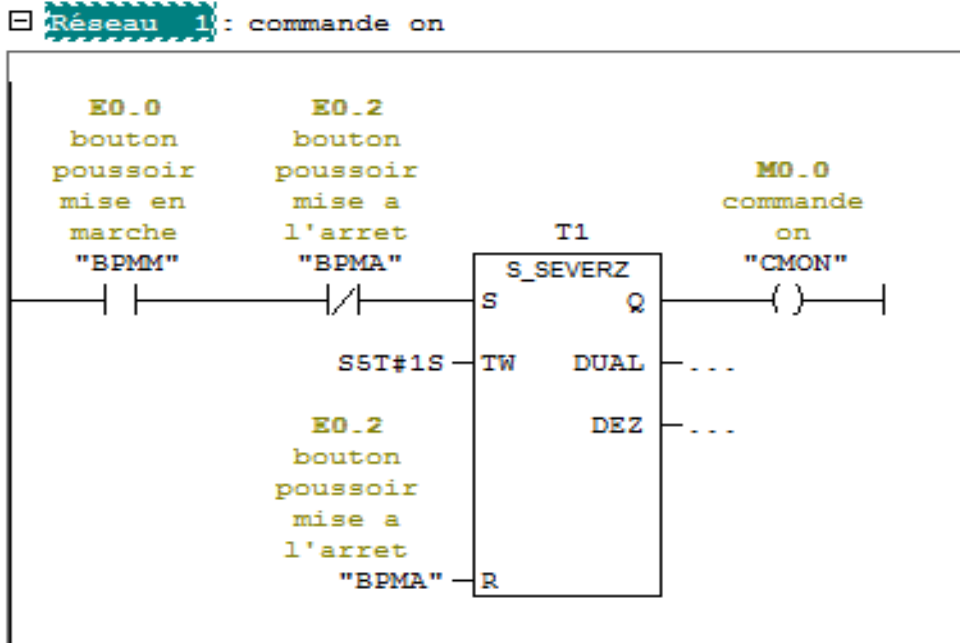 Réseau 1 : commande on
E0.0
bouton
poussoir
mise en
marche
"BPMM"
E0.2
bouton
poussoir
mise a
l'arret
"BPMA"
T1
M0.0
commande
on
"CMON"
S_SEVERZ
S Q
S5T#1S TW DUAL ...
DEZ ...
E0.2
bouton
poussoir
mise a
l'arret
"BPMA" R